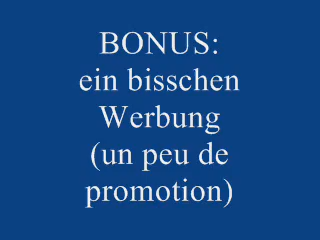 BONUS:
ein bisschen
Werbung
(un peu de
promotion)